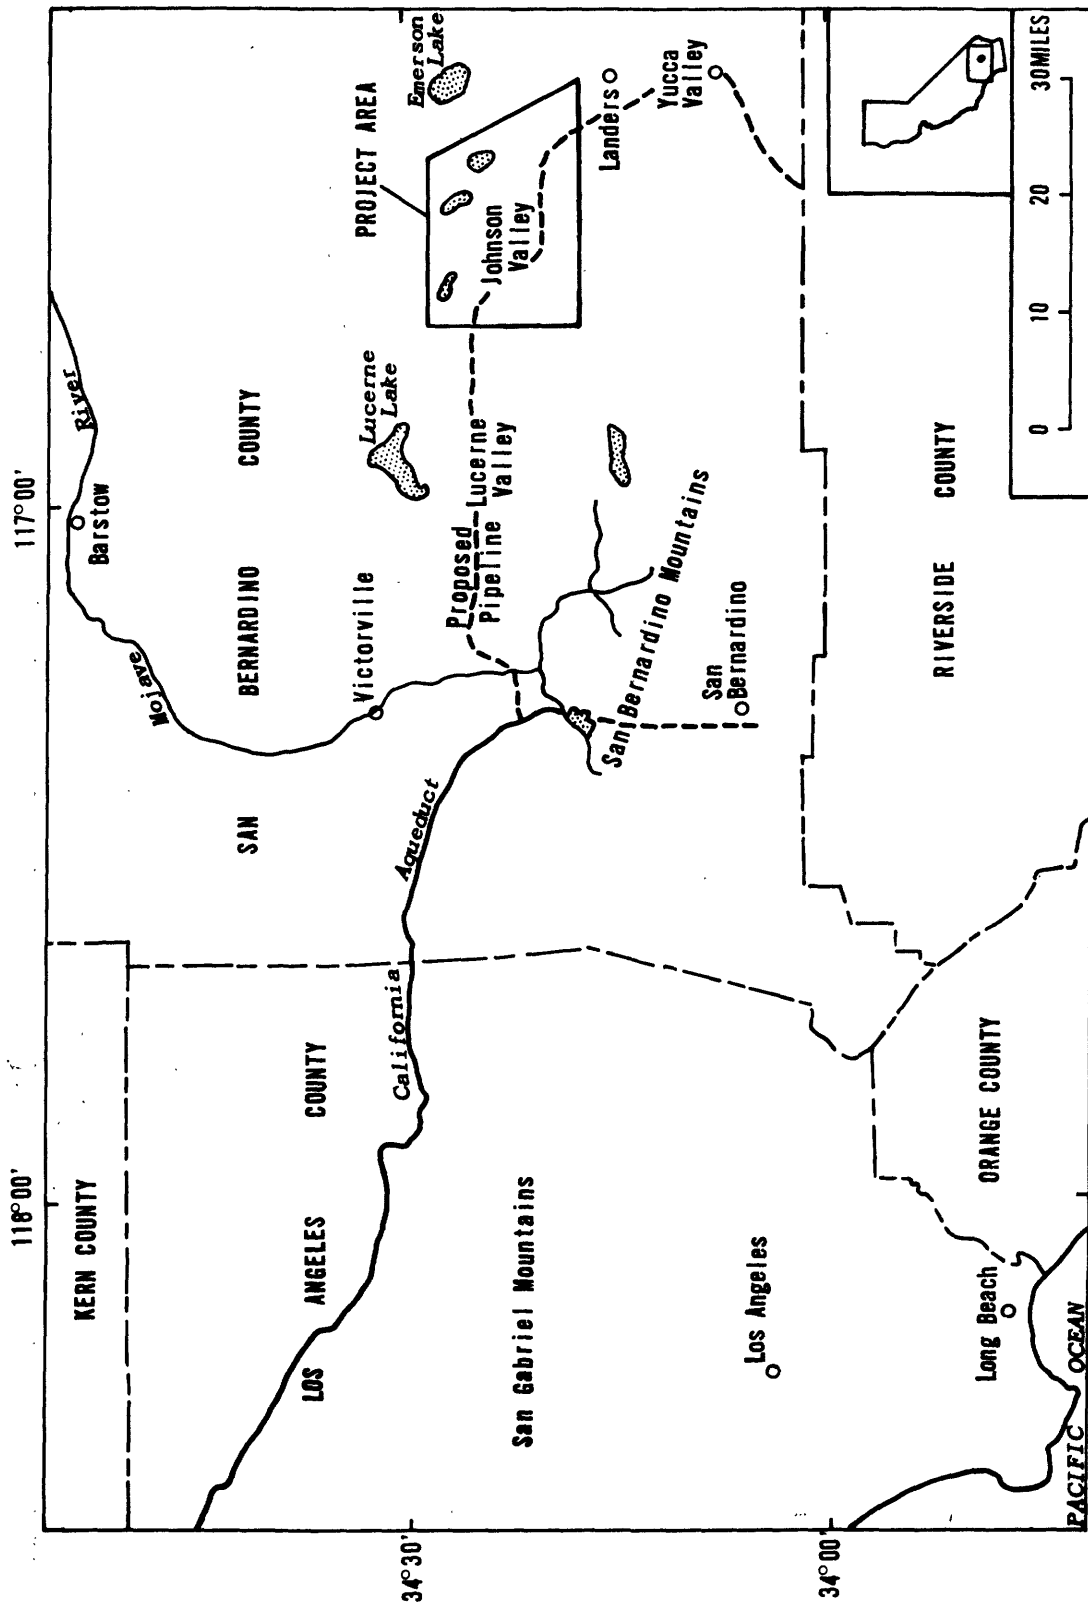 118°00'
117°00'
34°30'
34°00'
KERN COUNTY
LOS ANGELES COUNTY
SAN BERNARDINO COUNTY
Mojave River
Barstow
Victorville
California Aqueduct
Lucerne
Lake
PROJECT AREA
Emerson
Lake
Proposed
Pipeline
Lucerne
Valley
Johnson
Valley
Landers
Yucca
Valley
San Gabriel Mountains
San Bernardino Mountains
San
Bernardino
Los Angeles
Long Beach
ORANGE COUNTY
RIVERSIDE COUNTY
PACIFIC OCEAN
0 10 20 30 MILES